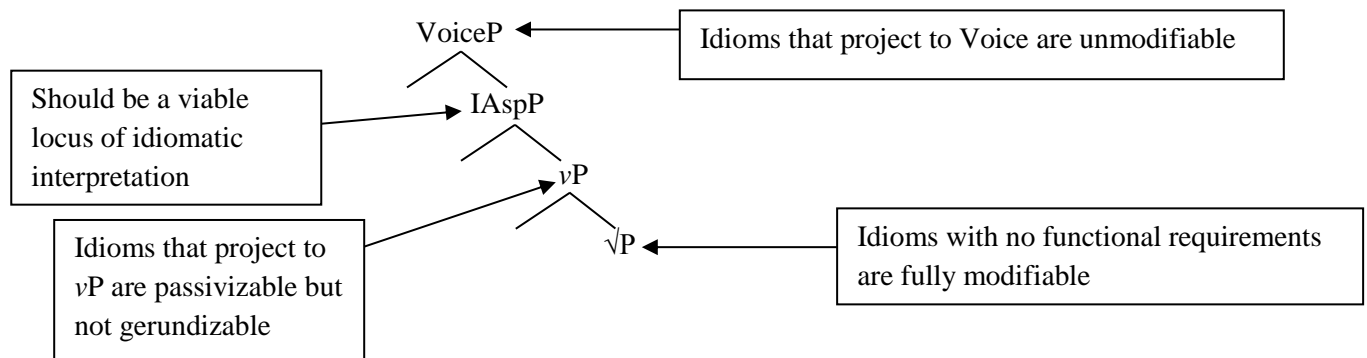 VoiceP
Idioms that project to Voice are unmodifiable
Should be a viable
locus of idiomatic
interpretation
IAspP
vP
√P
Idioms that project to
vP are passivizable but
not gerundizable
Idioms with no functional requirements
are fully modifiable